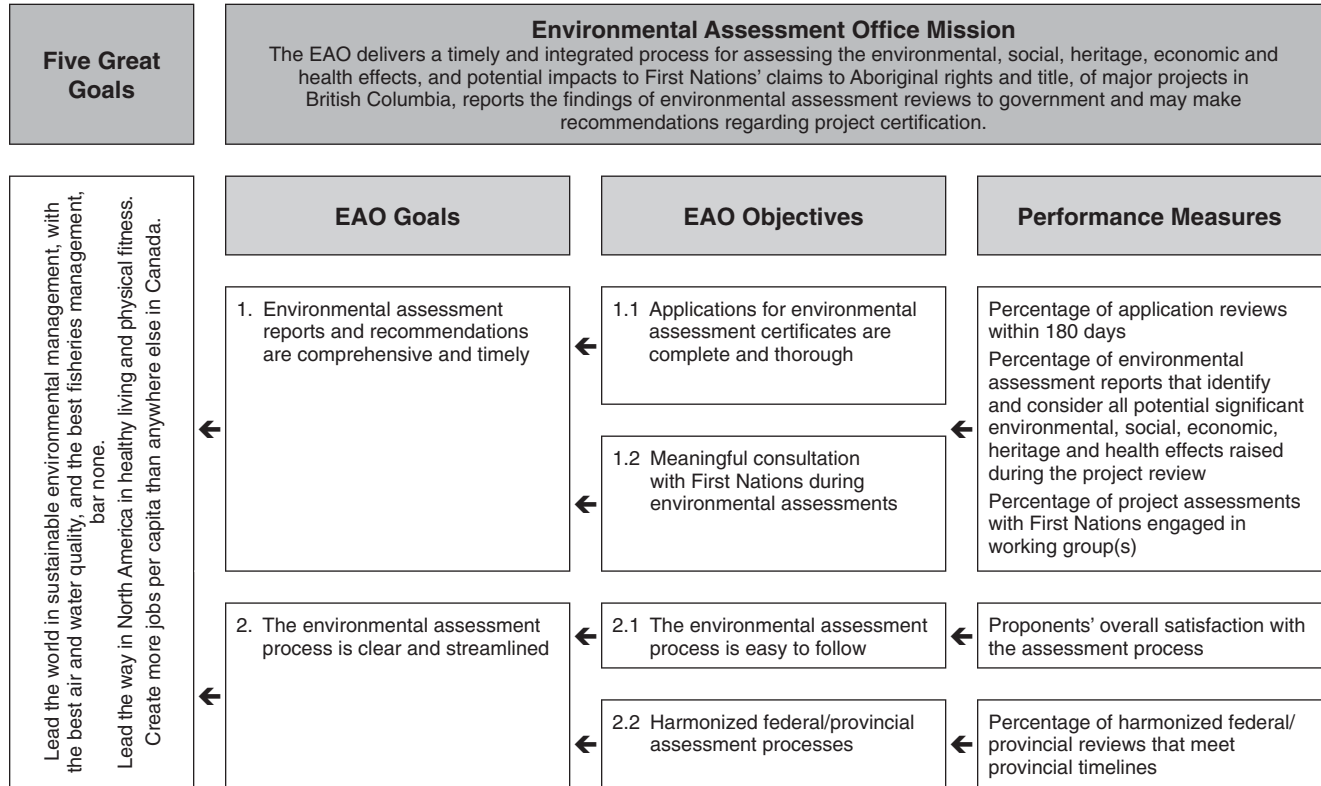 Five Great
Goals
Environmental Assessment Office Mission
The EAO delivers a timely and integrated process for assessing the environmental, social, heritage, economic and
health effects, and potential impacts to First Nations’ claims to Aboriginal rights and title, of major projects in
British Columbia, reports the findings of environmental assessment reviews to government and may make
recommendations regarding project certification.
Lead the world in sustainable environmental management, with
the best air and water quality, and the best fisheries management,
bar none.
Lead the way in North America in healthy living and physical fitness.
Create more jobs per capita than anywhere else in Canada.
EAO Goals
EAO Objectives
Performance Measures
1. Environmental assessment
reports and recommendations
are comprehensive and timely
1.1 Applications for environmental
assessment certificates are
complete and thorough
1.2 Meaningful consultation
with First Nations during
environmental assessments
Percentage of application reviews
within 180 days
Percentage of environmental
assessment reports that identify
and consider all potential significant
environmental, social, economic,
heritage and health effects raised
during the project review
Percentage of project assessments
with First Nations engaged in
working group(s)
2. The environmental assessment
process is clear and streamlined
2.1 The environmental assessment
process is easy to follow
Proponents’ overall satisfaction with
the assessment process
2.2 Harmonized federal/provincial
assessment processes
Percentage of harmonized federal/
provincial reviews that meet
provincial timelines